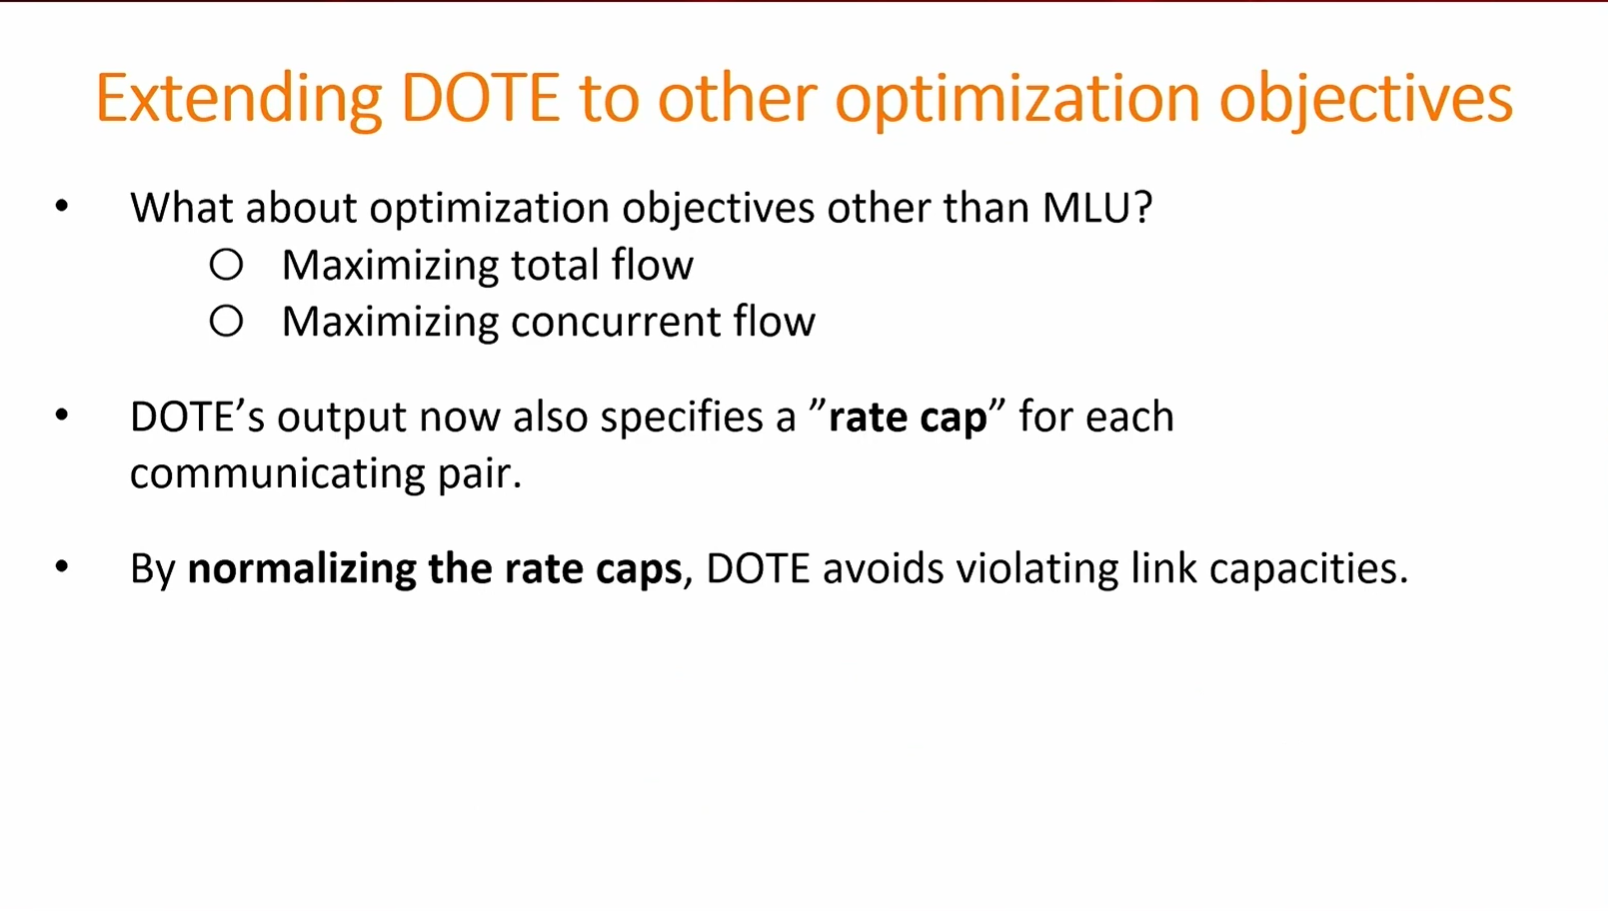 Extending DOTE to other optimization objectives
• What about optimization objectives other than MLU?
○ Maximizing total flow
○ Maximizing concurrent flow
• DOTE’s output now also specifies a ”rate cap” for each
communicating pair.
• By normalizing the rate caps, DOTE avoids violating link capacities.